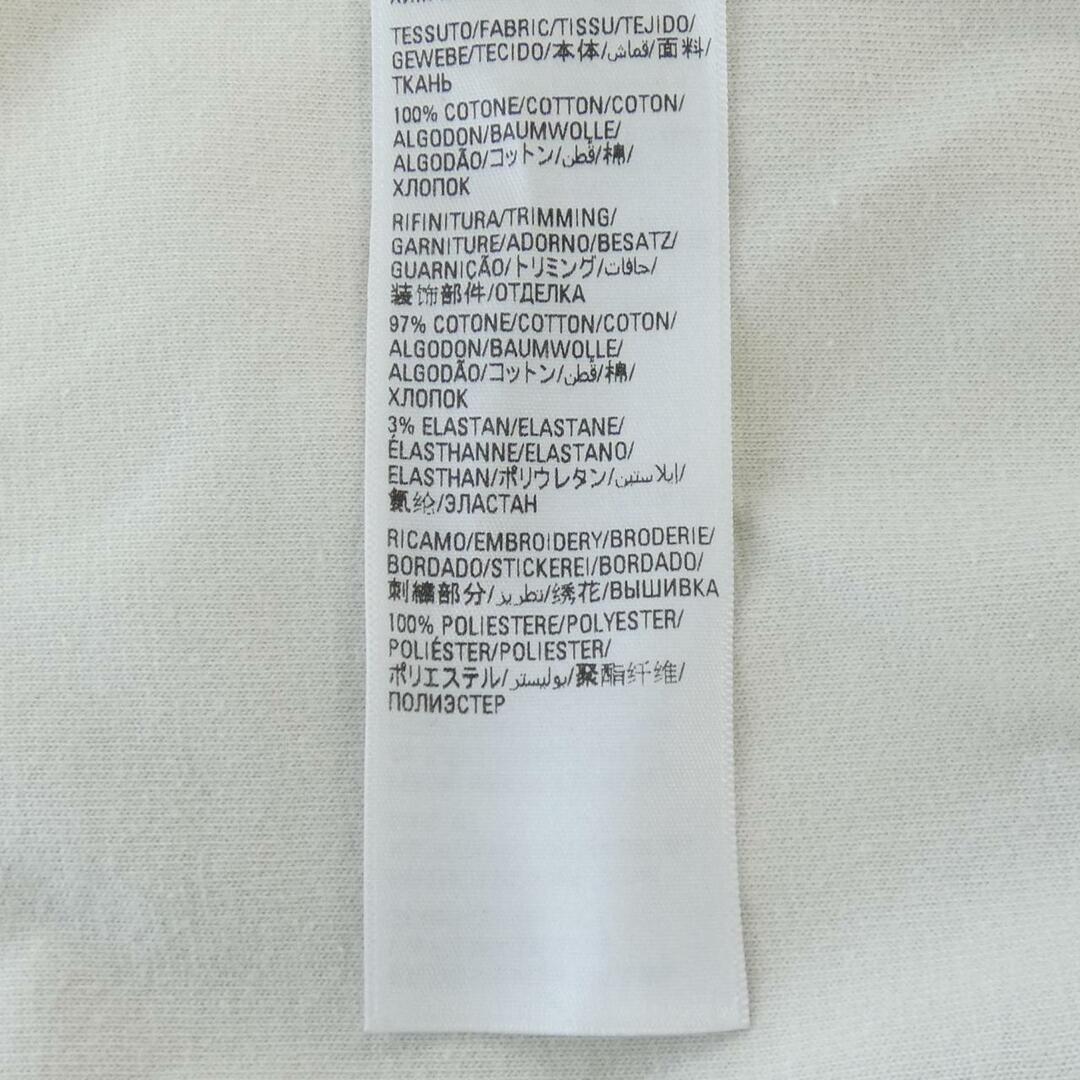 TESSUTO/FABRIC/TISSU/TEJIDO/
GEWEBE/TECIDO/本体/قماش/面料/
ТКАНЬ
100% COTONE/COTTON/COTON/
ALGODON/BAUMWOLLE/
ALGODÃO/コットン/قطن/棉/
ХЛОПОК
RIFINITURA/TRIMMING/
GARNITURE/ADORNO/BESATZ/
GUARNIÇÃO/トリミング/حافات/
装饰部件/ОТДЕЛКА
97% COTONE/COTTON/COTON/
ALGODON/BAUMWOLLE/
ALGODÃO/コットン/قطن/棉/
ХЛОПОК
3% ELASTAN/ELASTANE/
ÉLASTHANNE/ELASTANO/
ELASTHAN/ポリウレタン/إيلاستين/
氨纶/ЭЛАСТАН
RICAMO/EMBROIDERY/BRODERIE/
BORDADO/STICKEREI/BORDADO/
刺繍部分/تطريز/绣花/ВЫШИВКА
100% POLIESTERE/POLYESTER/
POLIÉSTER/POLIESTER/
ポリエステル/بوليستر/聚酯纤维/
ПОЛИЭСТЕР